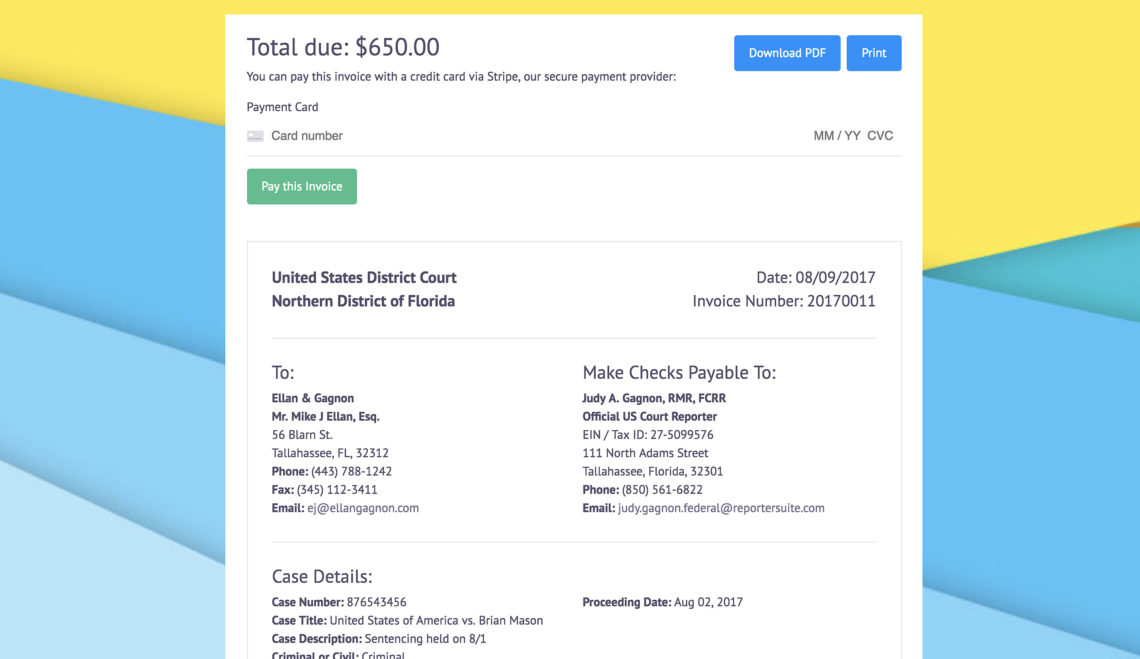 Total due: $650.00
Download PDF
Print
You can pay this invoice with a credit card via Stripe, our secure payment provider:
Payment Card
Card number
MM / YY CVC
Pay this Invoice
United States District Court
Northern District of Florida
Date: 08/09/2017
Invoice Number: 20170011
To:
Ellan & Gagnon
Mr. Mike J Ellan, Esq.
56 Blarn St.
Tallahassee, FL, 32312
Phone: (443) 788-1242
Fax: (345) 112-3411
Email: ej@ellangagnon.com
Make Checks Payable To:
Judy A. Gagnon, RMR, FCRR
Official US Court Reporter
EIN / Tax ID: 27-5099576
111 North Adams Street
Tallahassee, Florida, 32301
Phone: (850) 561-6822
Email: judy.gagnon.federal@reportersuite.com
Case Details:
Case Number: 876543456
Proceeding Date: Aug 02, 2017
Case Title: United States of America vs. Brian Mason
Case Description: Sentencing held on 8/1
Criminal or Civil: Criminal